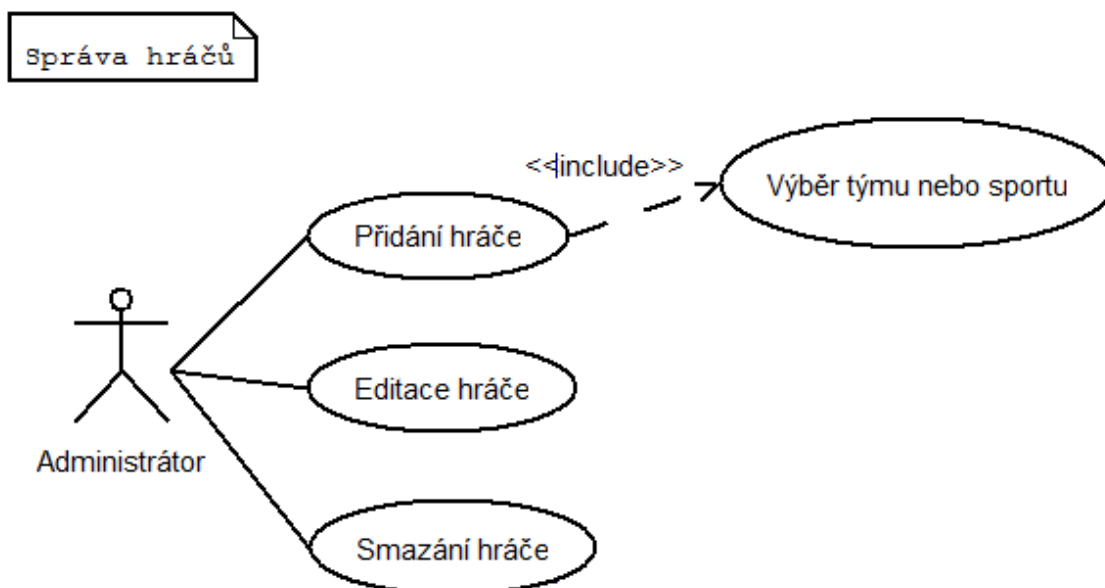 Správa hráčů
<<include>>
Výběr týmu nebo sportu
Přidání hráče
Editace hráče
Administrátor
Smazání hráče